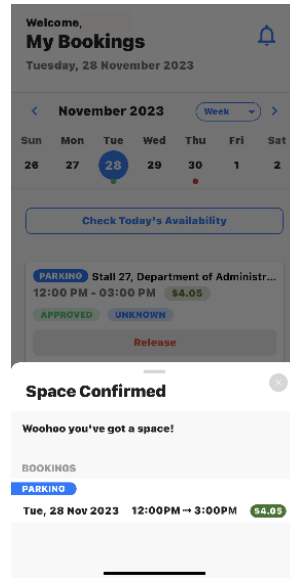 Welcome,
My Bookings
Tuesday, 28 November 2023
November 2023
Week
Sun Mon Tue Wed Thu Fri Sat
26 27 28 29 30 1 2
Check Today's Availability
PARKING Stall 27, Department of Administr...
12:00 PM - 03:00 PM $4.05
APPROVED UNKNOWN
Release
Space Confirmed
Woohoo you've got a space!
BOOKINGS
PARKING
Tue, 28 Nov 2023 12:00PM → 3:00PM $4.05